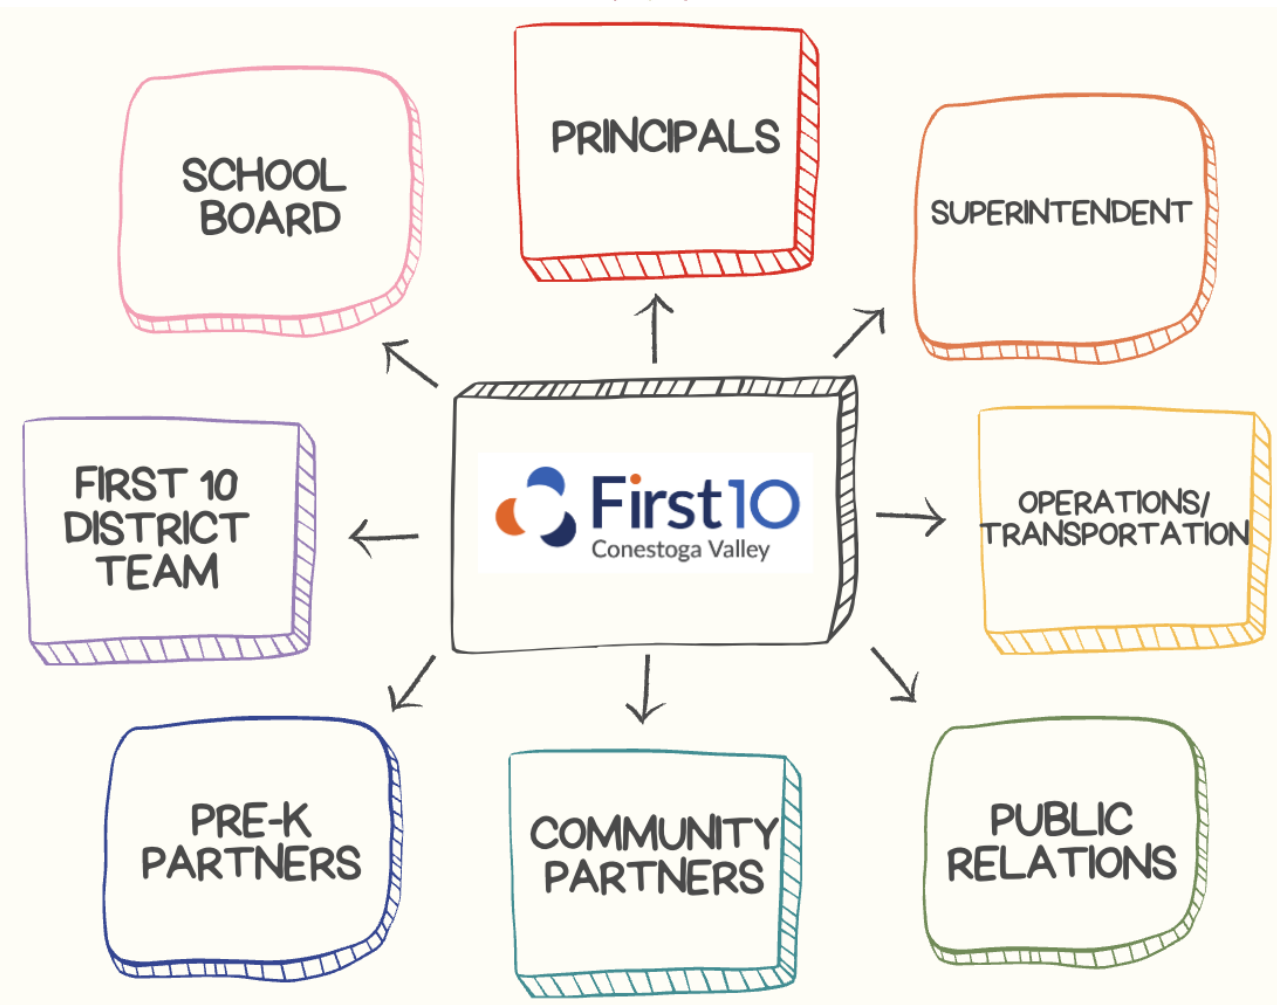 PRINCIPALS
SCHOOL
BOARD
SUPERINTENDENT
FIRST 10
DISTRICT
TEAM
First10
Conestoga Valley
OPERATIONS/
TRANSPORTATION
PRE-K
PARTNERS
COMMUNITY
PARTNERS
PUBLIC
RELATIONS